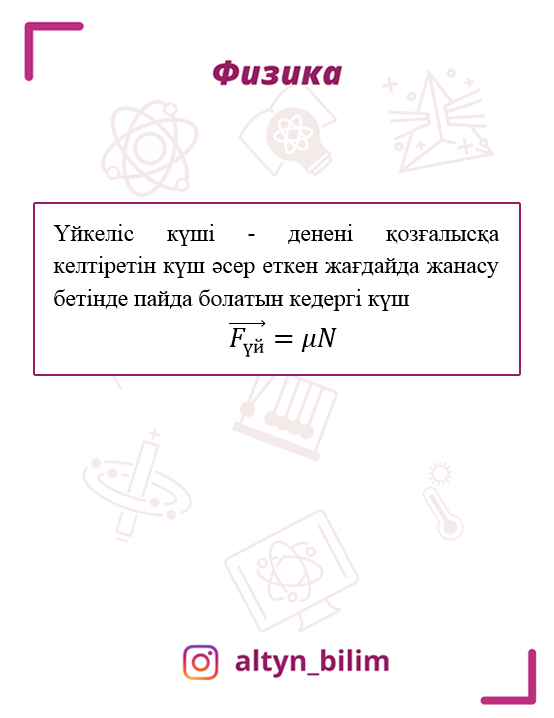 Физика
Үйкеліс күші - денені қозғалысқа
келтіретін күш әсер еткен жағдайда жанасу
бетінде пайда болатын кедергі күш
$\overrightarrow{F_{үй}} = \mu N$
altyn_bilim